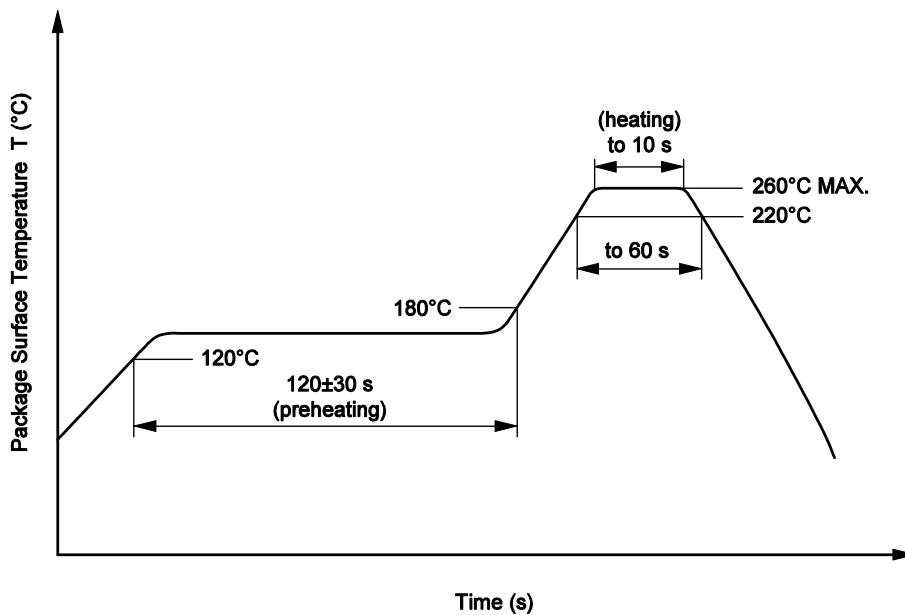 Package Surface Temperature T (°C)
(heating)
to 10 s
260°C MAX.
220°C
to 60 s
180°C
120°C
120±30 s
(preheating)
Time (s)